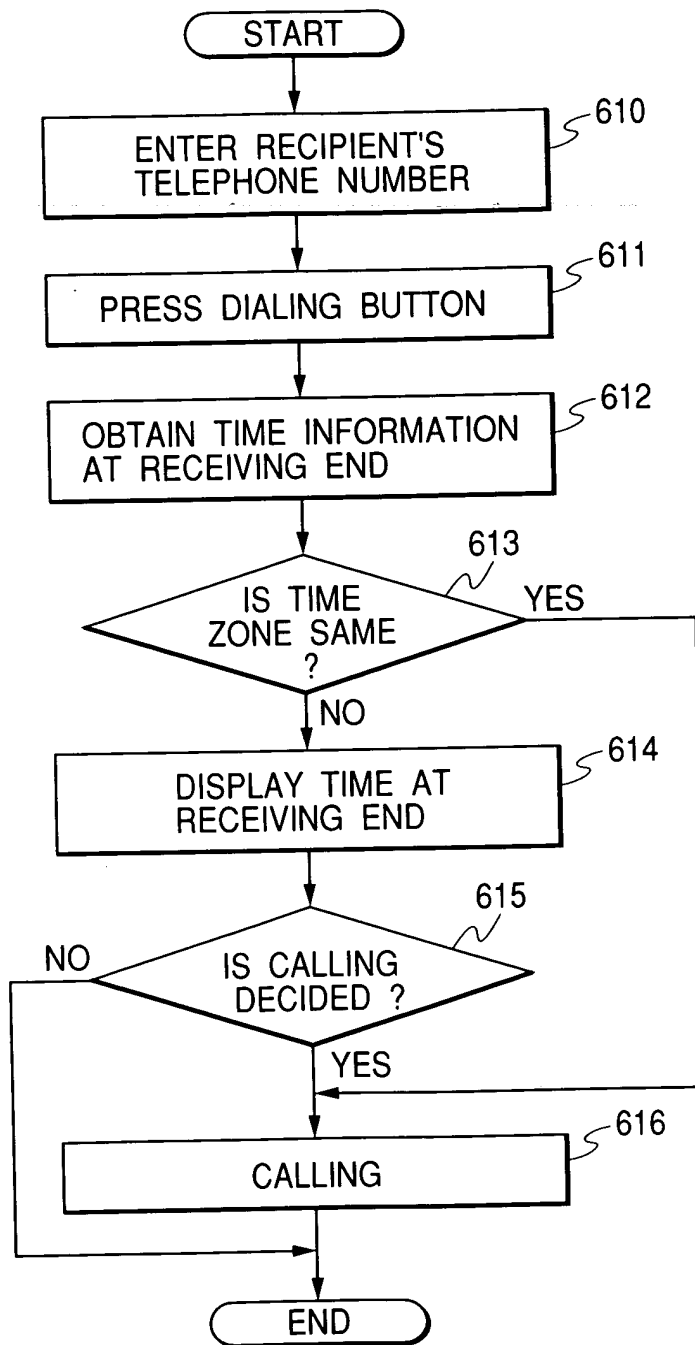 START
610
ENTER RECIPIENT'S
TELEPHONE NUMBER
611
PRESS DIALING BUTTON
612
OBTAIN TIME INFORMATION
AT RECEIVING END
613
IS TIME
ZONE SAME
?
YES
NO
614
DISPLAY TIME AT
RECEIVING END
615
NO
IS CALLING
DECIDED ?
YES
616
CALLING
END